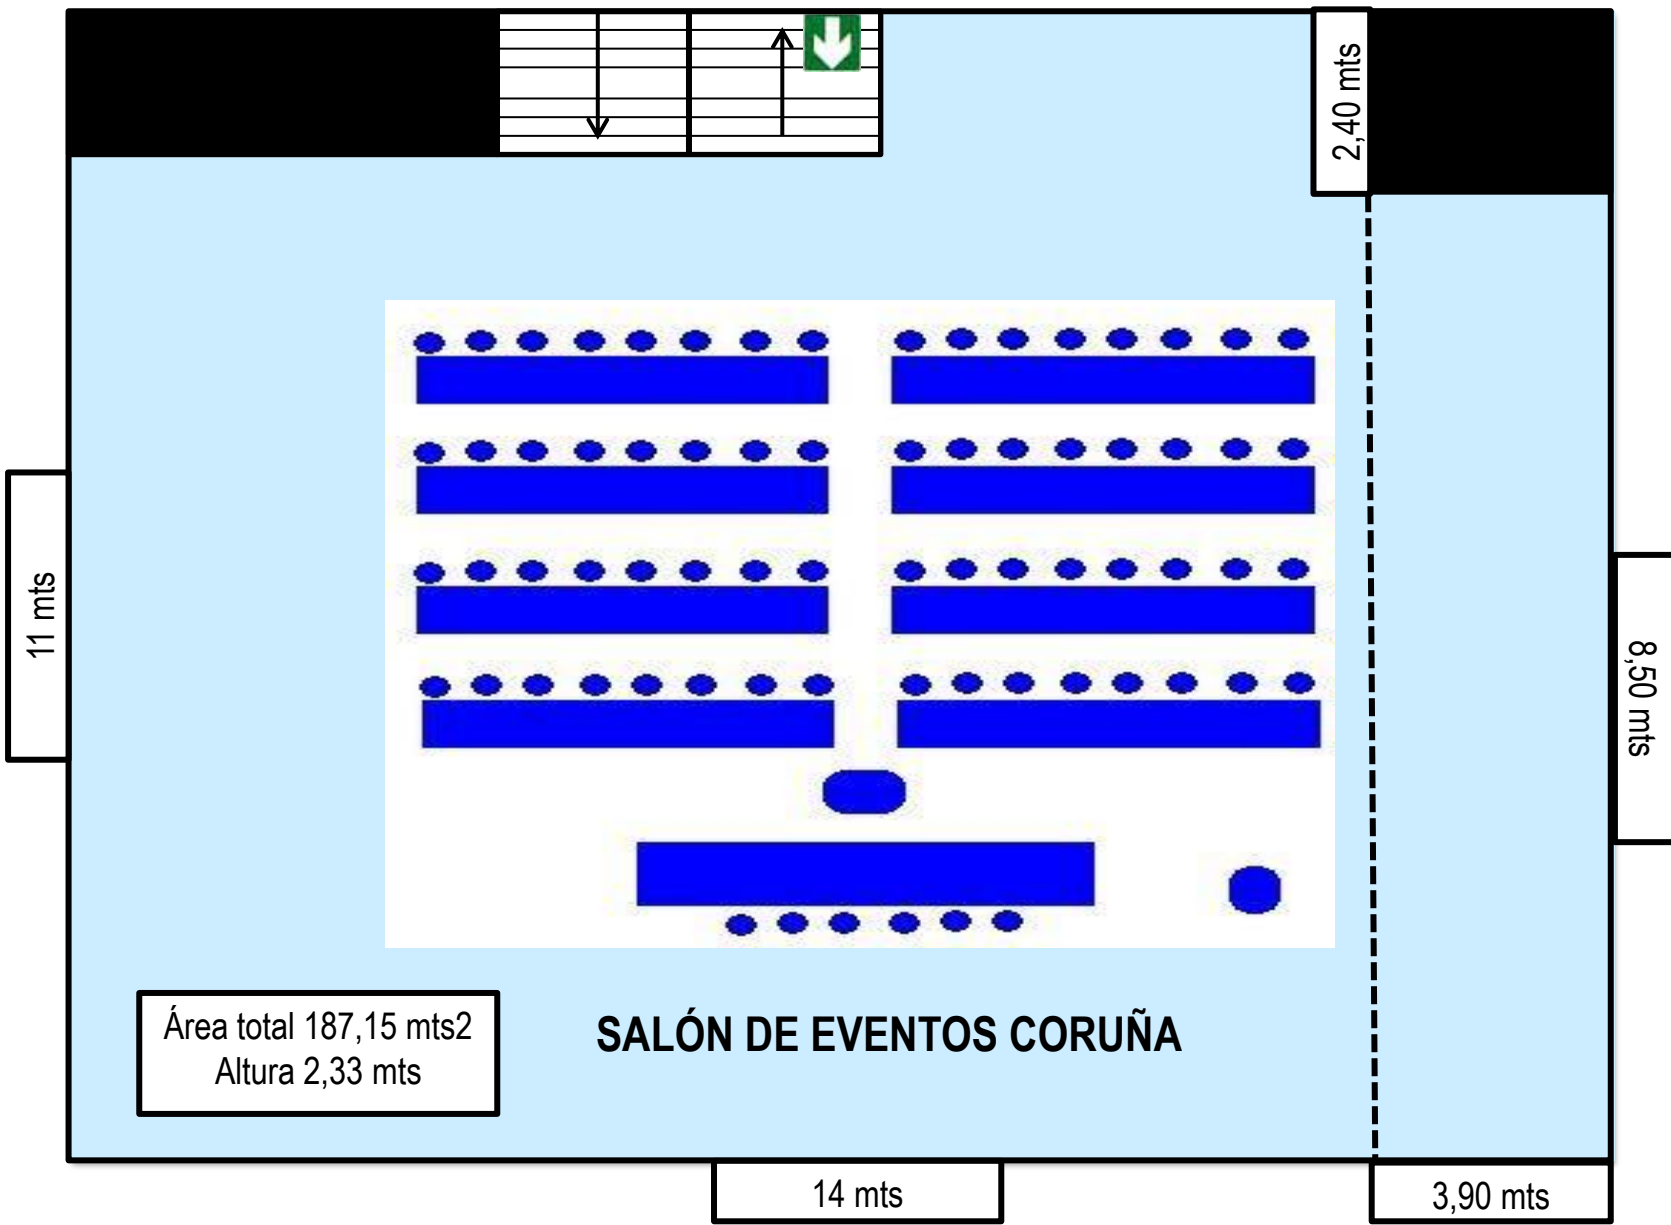 2,40 mts
11 mts
8,50 mts
Área total 187,15 mts2
Altura 2,33 mts
SALÓN DE EVENTOS CORUÑA
14 mts
3,90 mts